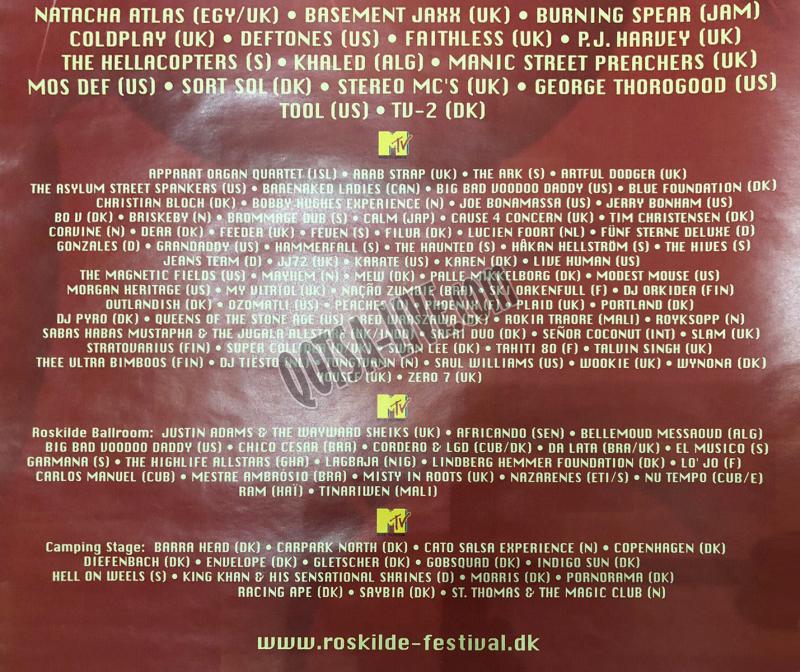 NATACHA ATLAS (EGY/UK) • BASEMENT JAXX (UK) • BURNING SPEAR (JAM)
COLDPLAY (UK) • DEFTONES (US) • FAITHLESS (UK) • P.J. HARVEY (UK)
THE HELLACOPTERS (S) • KHALED (ALG) • MANIC STREET PREACHERS (UK)
MOS DEF (US) • SORT SOL (DK) • STEREO MC'S (UK) • GEORGE THOROGOOD (US)
TOOL (US) • TV-2 (DK)
MTV
APPARAT ORGAN QUARTET (ISL) • ARAB STRAP (UK) • THE ARK (S) • ARTFUL DODGER (UK)
THE ASYLUM STREET SPANKERS (US) • BARENAKED LADIES (CAN) • BIG BAD VOODOO DADDY (US) • BLUE FOUNDATION (DK)
CHRISTIAN BLOCH (DK) • BOBBY HUGHES EXPERIENCE (N) • JOE BONAMASSA (US) • JERRY BONHAM (US)
BO V (DK) • BRISKEBY (N) • BROMMAGE DUB (S) • CALM (JAP) • CAUSE 4 CONCERN (UK) • TIM CHRISTENSEN (DK)
CORVINE (N) • DEAR (DK) • FEEDER (UK) • FEVEN (S) • FILUR (DK) • LUCIEN FOORT (NL) • FÜNF STERNE DELUXE (D)
GONZALES (D) • GRANDADDY (US) • HAMMERFALL (S) • THE HAUNTED (S) • HÅKAN HELLSTRÖM (S) • THE HIVES (S)
JEANS TEAM (D) • JJ72 (UK) • KARATE (US) • KAREN (DK) • LIVE HUMAN (US)
THE MAGNETIC FIELDS (US) • MAYHEM (N) • MEW (DK) • PALLE MIKKELBORG (DK) • MODEST MOUSE (US)
MORGAN HERITAGE (US) • MY VITRIOL (UK) • NAÇÃO ZUMBI (BRA) • OAKENFULL (F) • DJ ORKIDEA (FIN)
OUTLANDISH (DK) • OZOMATLI (US) • PEACHES • PHOENIX (F) • PLAID (UK) • PORTLAND (DK)
DJ PYRO (DK) • QUEENS OF THE STONE AGE (US) • RED WARSZAWA (DK) • ROKIA TRAORE (MALI) • ROYKSOPP (N)
SABAS HABAS MUSTAPHA & THE JUGALA ALLSTARS • SAFRI DUO (DK) • SEÑOR COCONUT (INT) • SLAM (UK)
STRATOVARIUS (FIN) • SUPER COLLIDER (UK) • LEE (DK) • TAHITI 80 (F) • TALVIN SINGH (UK)
THEE ULTRA BIMBOOS (FIN) • DJ TIËSTO (NL) • (N) • SAUL WILLIAMS (US) • WOOKIE (UK) • WYNONA (DK)
YOUSEF (UK) • ZERO 7 (UK)
QOTSA-LIVE.COM
MTV
Roskilde Ballroom: JUSTIN ADAMS & THE WAYWARD SHEIKS (UK) • AFRICANDO (SEN) • BELLEMOUD MESSAOUD (ALG)
BIG BAD VOODOO DADDY (US) • CHICO CESAR (BRA) • CORDERO & LGD (CUB/DK) • DA LATA (BRA/UK) • EL MUSICO (S)
GARMANA (S) • THE HIGHLIFE ALLSTARS (GHA) • LAGBAJA (NIG) • LINDBERG HEMMER FOUNDATION (DK) • LO' JO (F)
CARLOS MANUEL (CUB) • MESTRE AMBRÓSIO (BRA) • MISTY IN ROOTS (UK) • NAZARENES (ETI/S) • NU TEMPO (CUB/E)
RAM (HAÏ) • TINARIWEN (MALI)
MTV
Camping Stage: BARRA HEAD (DK) • CARPARK NORTH (DK) • CATO SALSA EXPERIENCE (N) • COPENHAGEN (DK)
DIEFENBACH (DK) • ENVELOPE (DK) • GLETSCHER (DK) • GOBSQUAD (DK) • INDIGO SUN (DK)
HELL ON WEELS (S) • KING KHAN & HIS SENSATIONAL SHRINES (D) • MORRIS (DK) • PORNORAMA (DK)
RACING APE (DK) • SAYBIA (DK) • ST. THOMAS & THE MAGIC CLUB (N)
www.roskilde-festival.dk